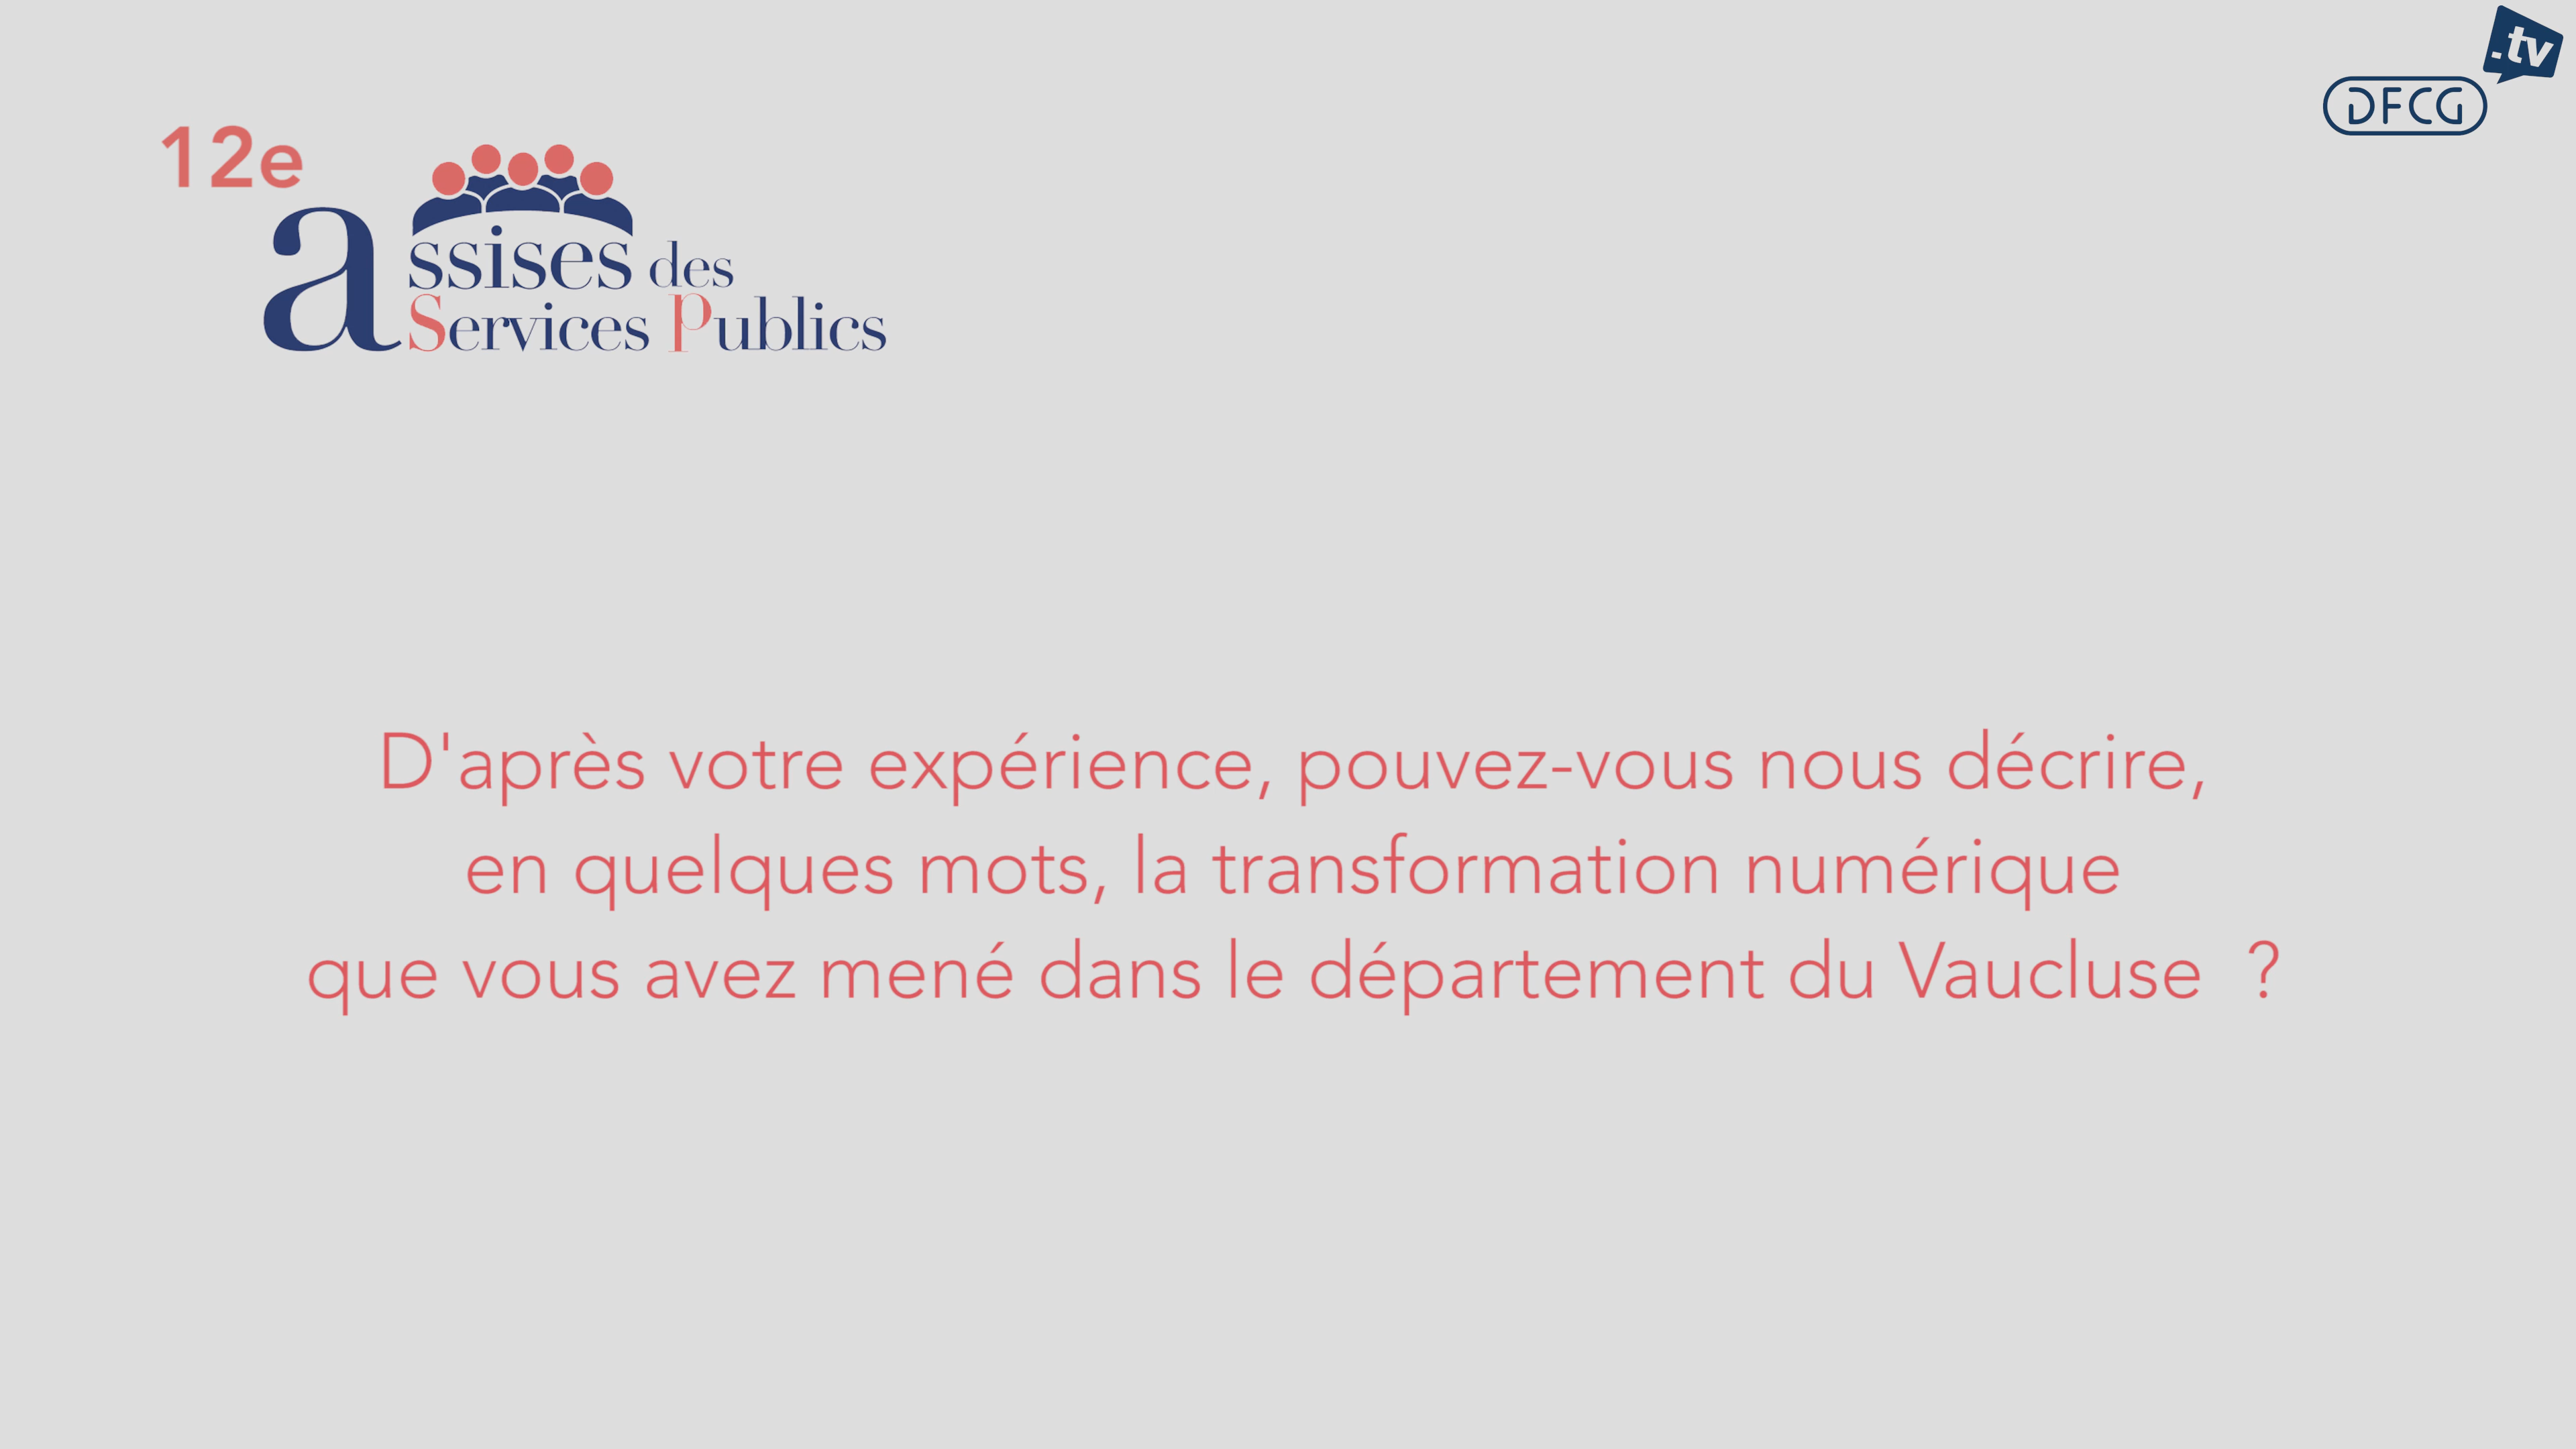 12e
assises des
Services Publics
.tv
DFCG
D'après votre expérience, pouvez-vous nous décrire,
en quelques mots, la transformation numérique
que vous avez mené dans le département du Vaucluse  ?